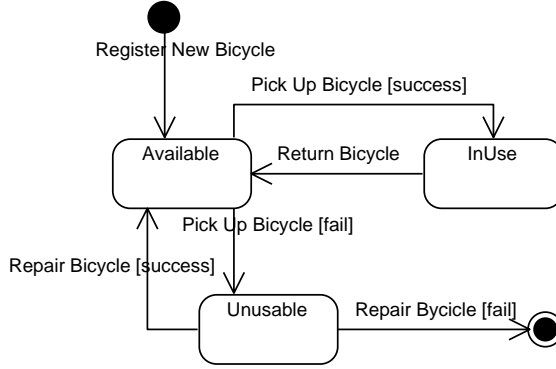 Register New Bicycle
Pick Up Bicycle [success]
Available
Return Bicycle
InUse
Pick Up Bicycle [fail]
Repair Bicycle [success]
Unusable
Repair Bycicle [fail]